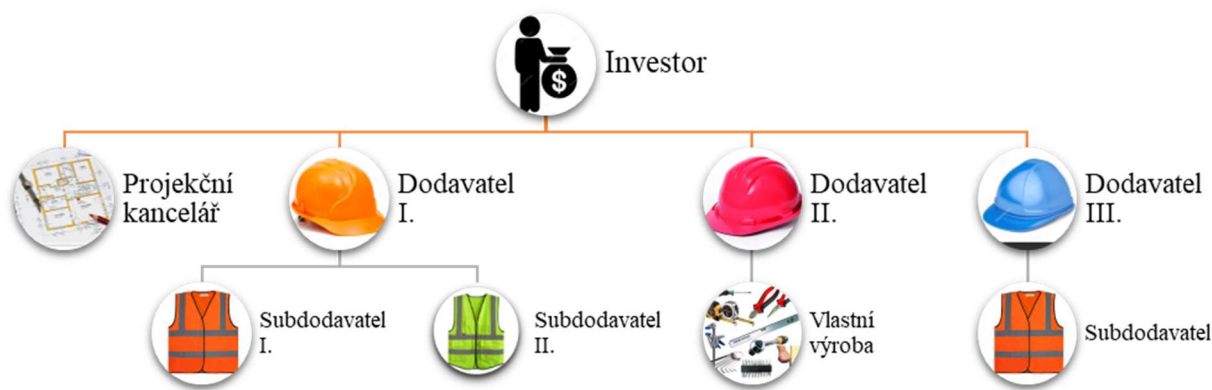 Investor
Projekční
kancelář
Dodavatel
I.
Dodavatel
II.
Dodavatel
III.
Subdodavatel
I.
Subdodavatel
II.
Vlastní
výroba
Subdodavatel